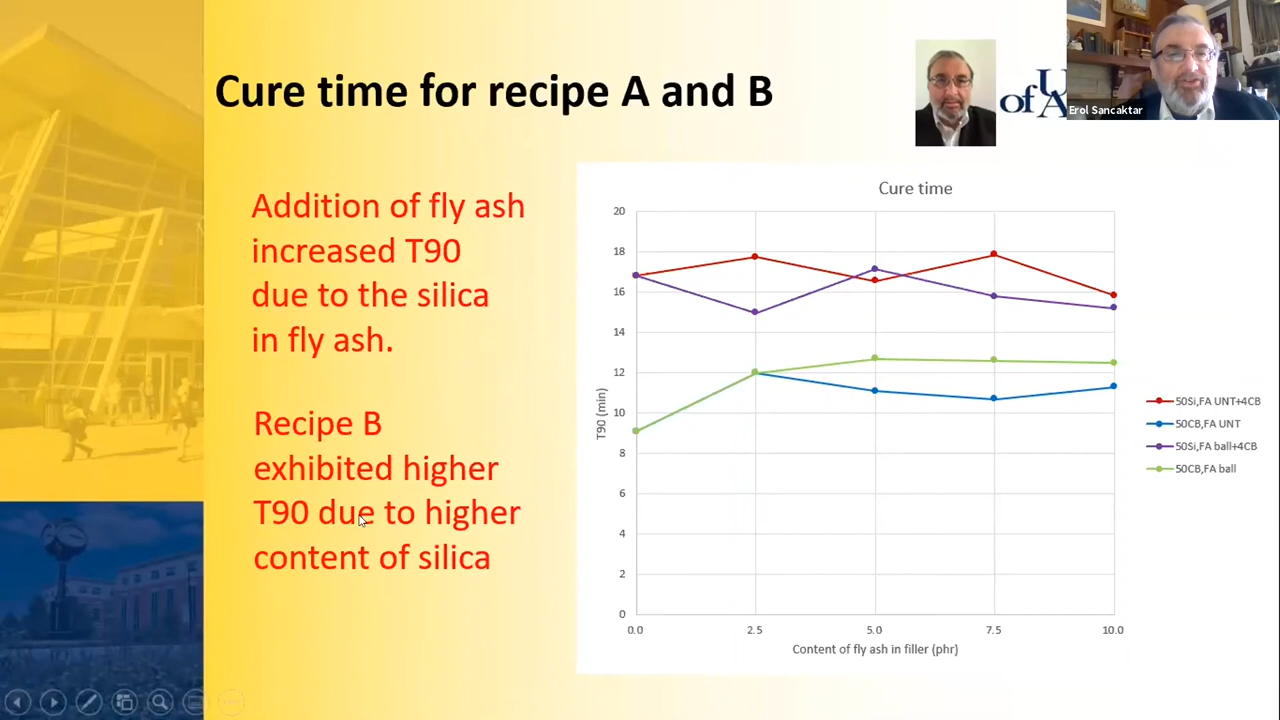 Cure time for recipe A and B
U
of A
Erol Sancaktar
Addition of fly ash
increased T90
due to the silica
in fly ash.
Recipe B
exhibited higher
T90 due to higher
content of silica
Cure time
20
18
16
14
12
10
8
6
4
2
0
T90 (min)
0.0
2.5
5.0
7.5
10.0
Content of fly ash in filler (phr)
50Si,FA UNT+4CB
50CB,FA UNT
50Si,FA ball+4CB
50CB,FA ball